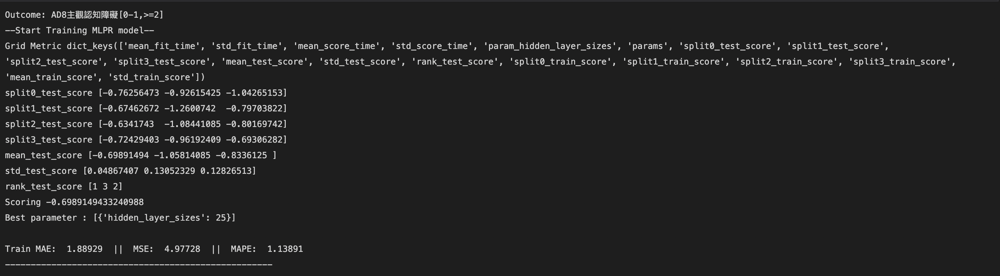 Outcome: AD8主觀認知障礙[0-1,>=2]
--Start Training MLPR model--
Grid Metric dict_keys(['mean_fit_time', 'std_fit_time', 'mean_score_time', 'std_score_time', 'param_hidden_layer_sizes', 'params', 'split0_test_score', 'split1_test_score',
'split2_test_score', 'split3_test_score', 'mean_test_score', 'std_test_score', 'rank_test_score', 'split0_train_score', 'split1_train_score', 'split2_train_score', 'split3_train_score',
'mean_train_score', 'std_train_score'])
split0_test_score [-0.76256473 -0.92615425 -1.04265153]
split1_test_score [-0.67462672 -1.2600742  -0.79703822]
split2_test_score [-0.6341743  -1.08441085 -0.80169742]
split3_test_score [-0.72429403 -0.96192409 -0.69306282]
mean_test_score [-0.69891494 -1.05814085 -0.8336125 ]
std_test_score [0.04867407 0.13052329 0.12826513]
rank_test_score [1 3 2]
Scoring -0.6989149433240988
Best parameter : [{'hidden_layer_sizes': 25}]
Train MAE:  1.88929  ||  MSE:  4.97728  ||  MAPE:  1.13891
----------------------------------------------------